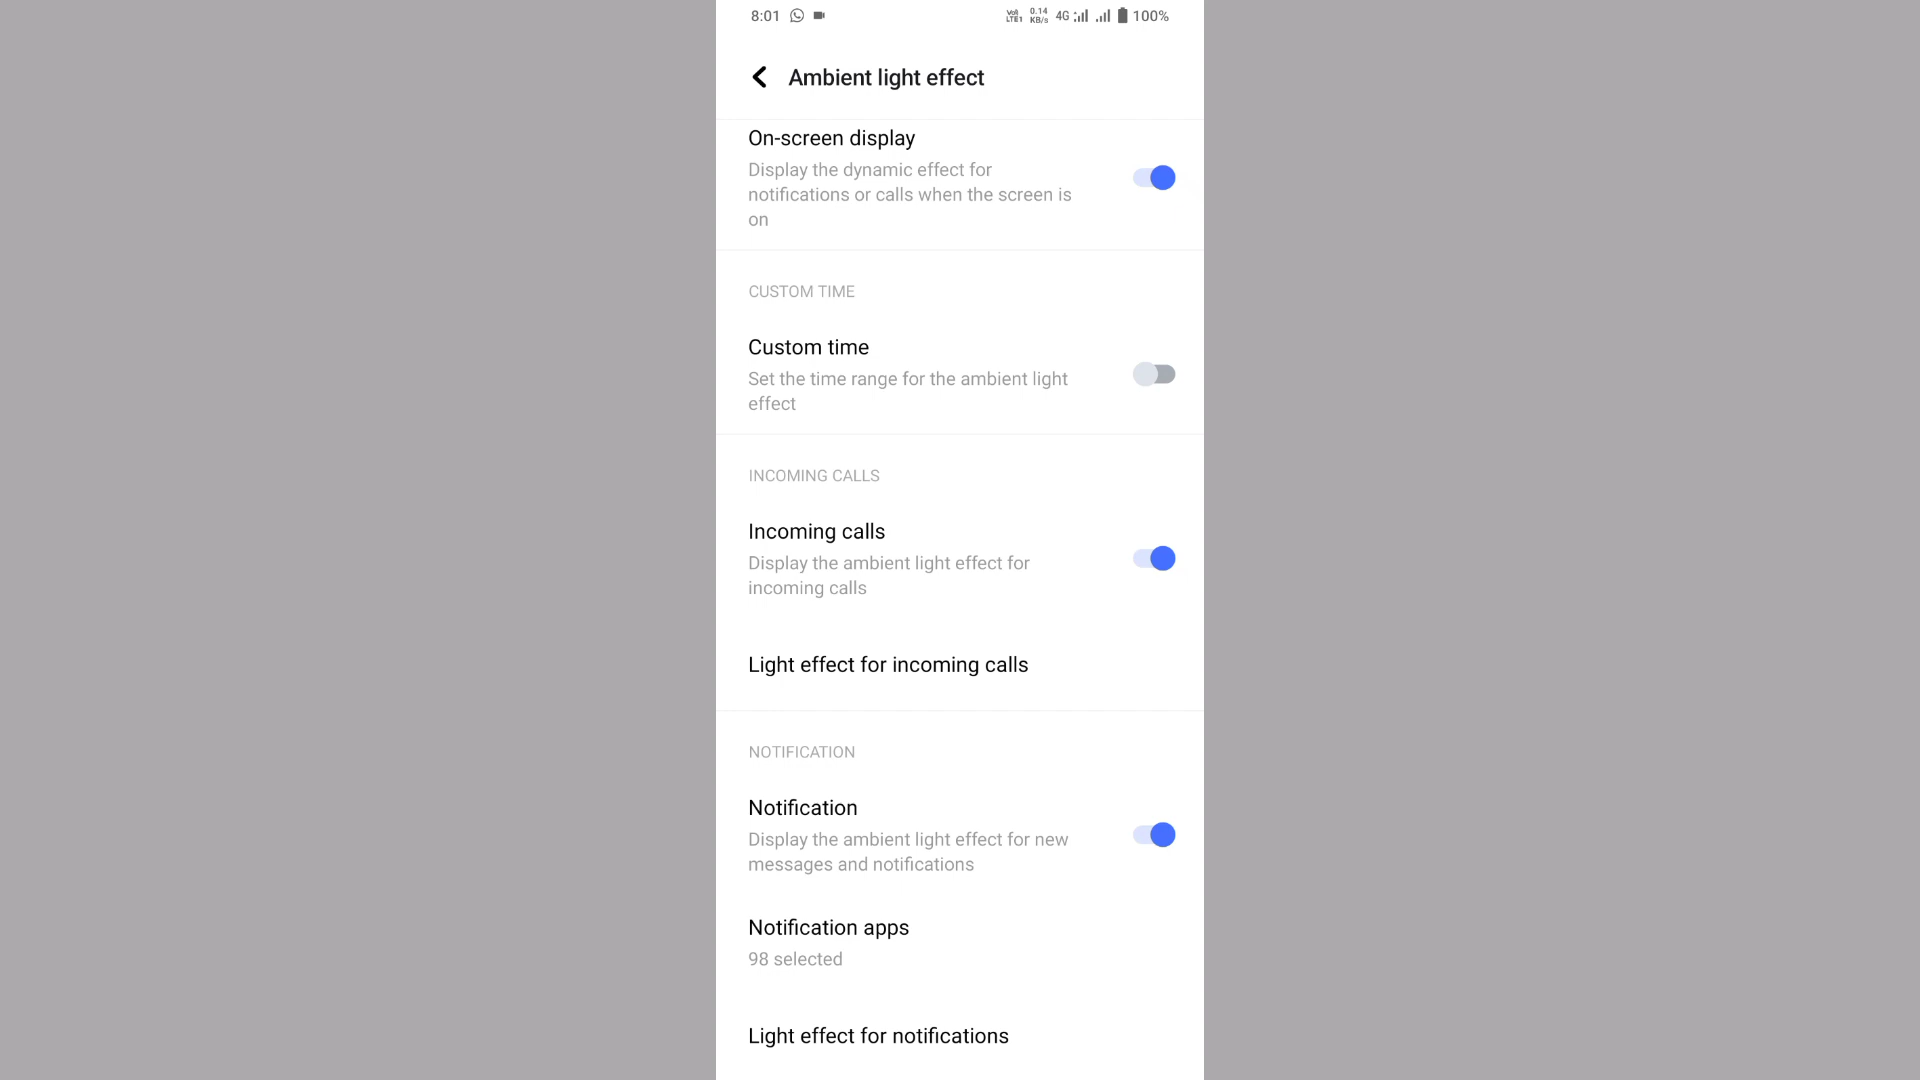 8:01 VoI LTE1 0.14 KB/s 4G 100%
Ambient light effect
On-screen display
Display the dynamic effect for
notifications or calls when the screen is
on
CUSTOM TIME
Custom time
Set the time range for the ambient light
effect
INCOMING CALLS
Incoming calls
Display the ambient light effect for
incoming calls
Light effect for incoming calls
NOTIFICATION
Notification
Display the ambient light effect for new
messages and notifications
Notification apps
98 selected
Light effect for notifications